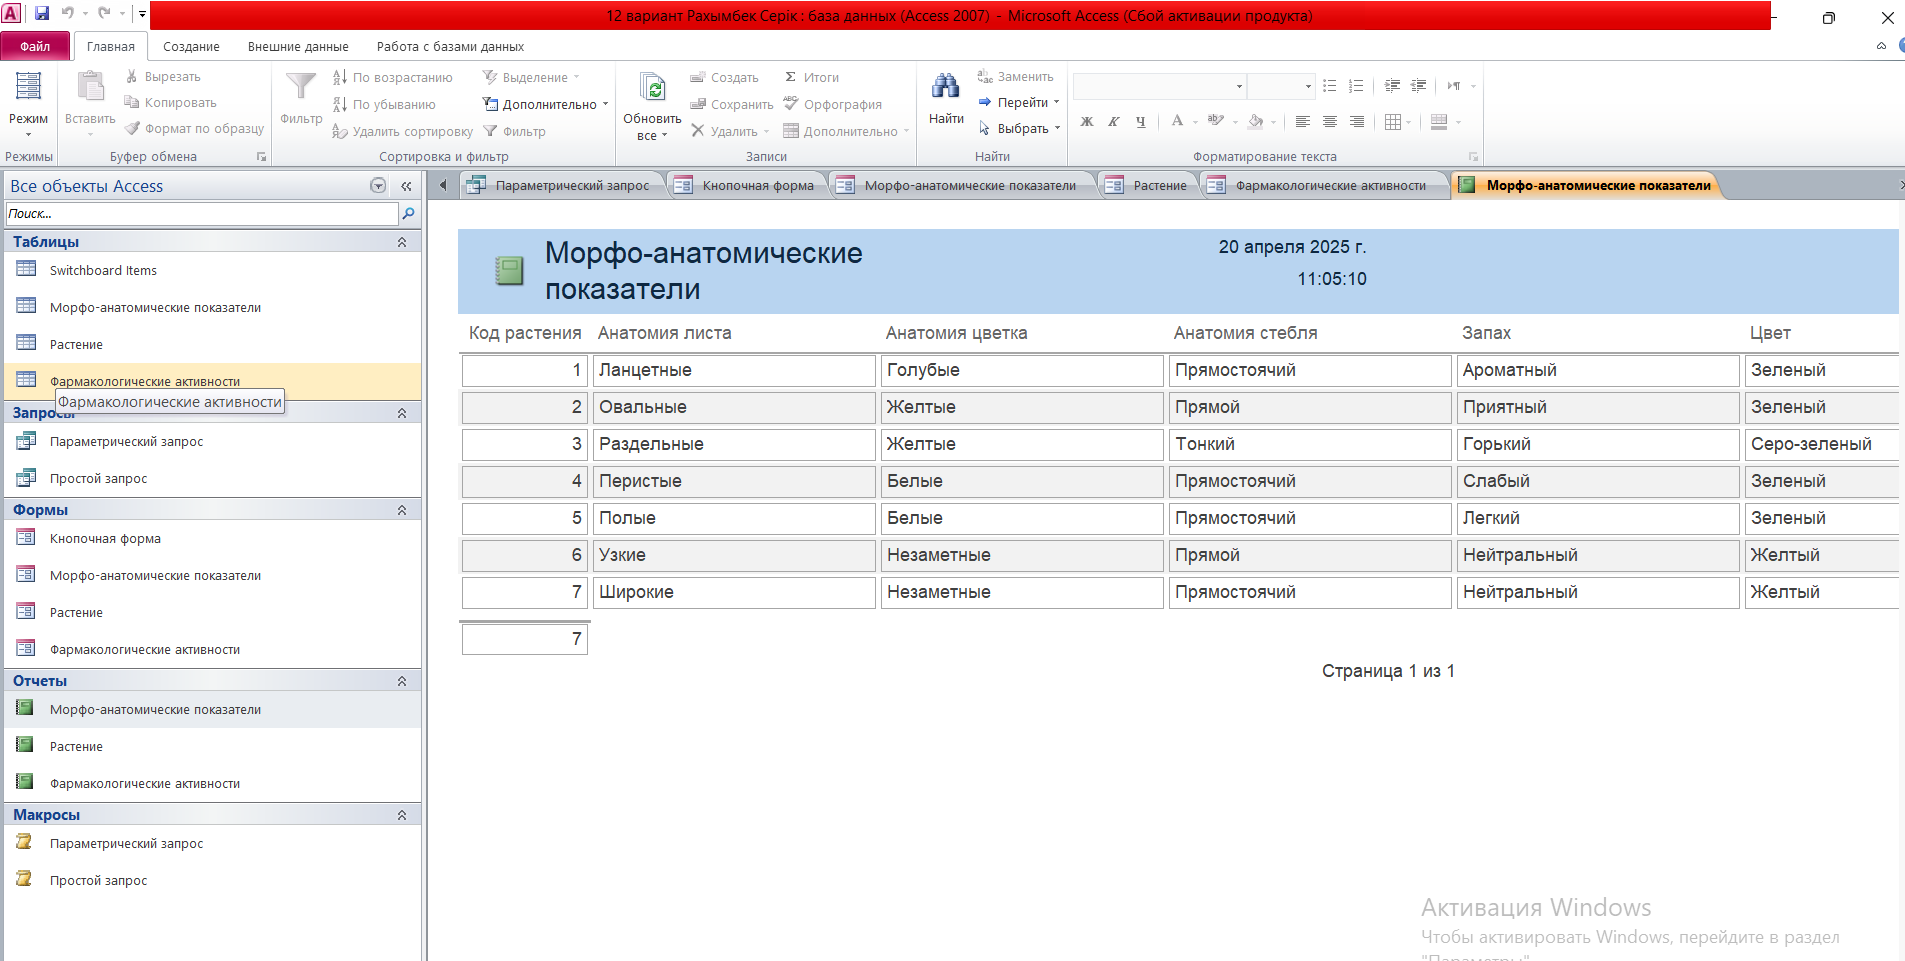 12 вариант Рахымбек Серік : база данных (Access 2007) - Microsoft Access (Сбой активации продукта)
Файл Главная Создание Внешние данные Работа с базами данных
Режим
Режимы
Вставить
Вырезать
Копировать
Формат по образцу
Буфер обмена
Фильтр
По возрастанию
По убыванию
Удалить сортировку
Выделение
Дополнительно
Фильтр
Сортировка и фильтр
Обновить
все
Создать
Сохранить
Удалить
Итоги
Орфография
Дополнительно
Записи
Найти
Заменить
Перейти
Выбрать
Найти
Ж К Ч
Форматирование текста
Все объекты Access
Поиск...
Таблицы
Switchboard Items
Морфо-анатомические показатели
Растение
Фармакологические активности
Фармакологические активности
Запросы
Параметрический запрос
Простой запрос
Формы
Кнопочная форма
Морфо-анатомические показатели
Растение
Фармакологические активности
Отчеты
Морфо-анатомические показатели
Растение
Фармакологические активности
Макросы
Параметрический запрос
Простой запрос
Параметрический запрос Кнопочная форма Морфо-анатомические показатели Растение Фармакологические активности Морфо-анатомические показатели
Морфо-анатомические
показатели
20 апреля 2025 г.
11:05:10
Код растения Анатомия листа Анатомия цветка Анатомия стебля Запах Цвет
1 Ланцетные Голубые Прямостоячий Ароматный Зеленый
2 Овальные Желтые Прямой Приятный Зеленый
3 Раздельные Желтые Тонкий Горький Серо-зеленый
4 Перистые Белые Прямостоячий Слабый Зеленый
5 Полые Белые Прямостоячий Легкий Зеленый
6 Узкие Незаметные Прямой Нейтральный Желтый
7 Широкие Незаметные Прямостоячий Нейтральный Желтый
7
Страница 1 из 1
Активация Windows
Чтобы активировать Windows, перейдите в раздел
"Параметры"